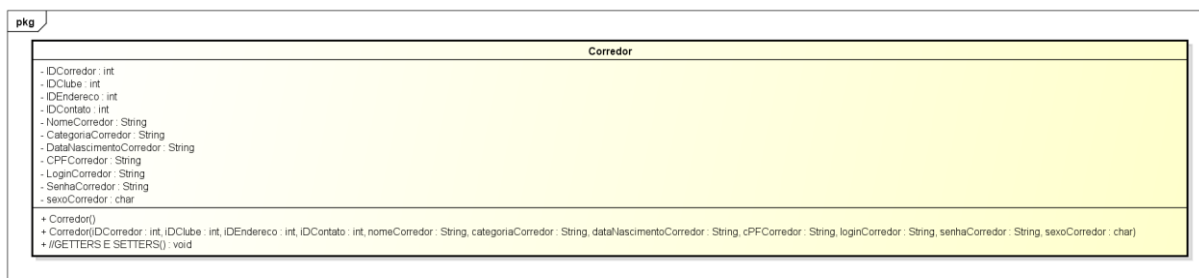 pkg
Corredor
- IDCorredor : int
- IDClube : int
- IDEndereco : int
- IDContato : int
- NomeCorredor : String
- CategoriaCorredor : String
- DataNascimentoCorredor : String
- CPFCorredor : String
- LoginCorredor : String
- SenhaCorredor : String
- sexoCorredor : char
+ Corredor()
+ Corredor(iDCorredor : int, iDClube : int, iDEndereco : int, iDContato : int, nomeCorredor : String, categoriaCorredor : String, dataNascimentoCorredor : String, cPFCorredor : String, loginCorredor : String, senhaCorredor : String, sexoCorredor : char)
+ //GETTERS E SETTERS() : void